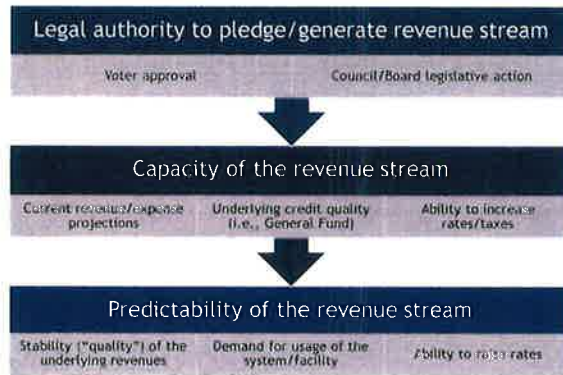 Legal authority to pledge/generate revenue stream
Voter approval
Council/Board legislative action
Capacity of the revenue stream
Current revenue/expense
projections
Underlying credit quality
(i.e., General Fund)
Ability to increase
rates/taxes
Predictability of the revenue stream
Stability ("quality") of the
underlying revenues
Demand for usage of the
system/facility
Ability to raise rates